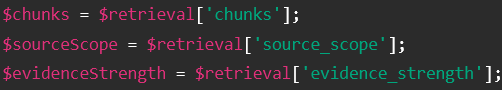 $chunks = $retrieval['chunks'];
$sourceScope = $retrieval['source_scope'];
$evidenceStrength = $retrieval['evidence_strength'];